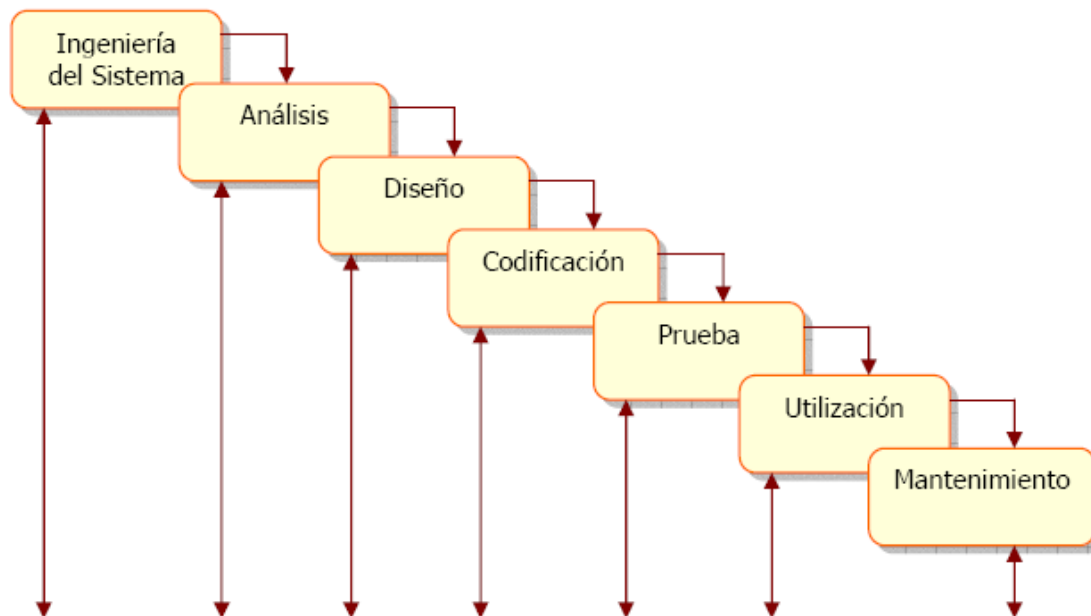 Ingeniería
del Sistema
Análisis
Diseño
Codificación
Prueba
Utilización
Mantenimiento